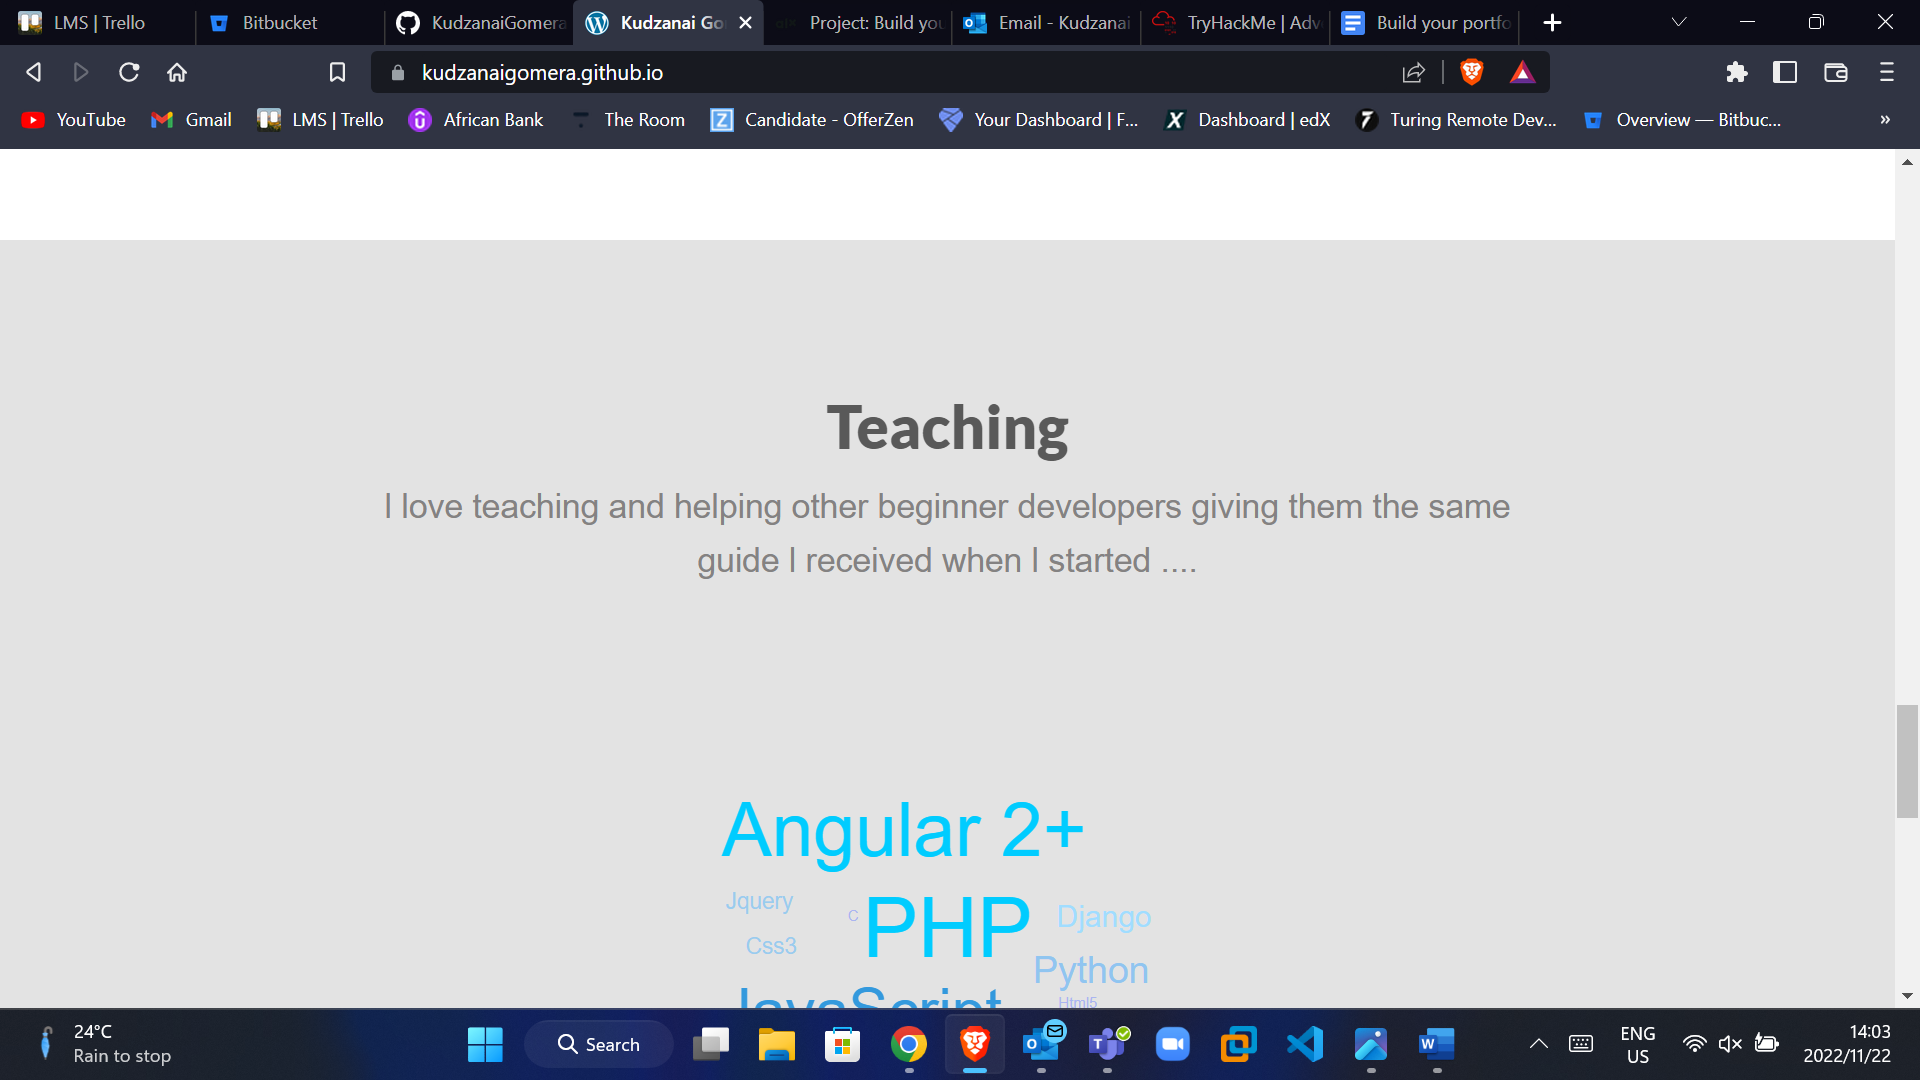 LMS | Trello
Bitbucket
KudzanaiGomera
Kudzanai Go
Project: Build you
Email - Kudzanai
TryHackMe | Adv
Build your portfo
kudzanaigomera.github.io
YouTube
Gmail
LMS | Trello
African Bank
The Room
Candidate - OfferZen
Your Dashboard | F...
Dashboard | edX
Turing Remote Dev...
Overview — Bitbuc...
»
Teaching
I love teaching and helping other beginner developers giving them the same
guide I received when I started ....
Angular 2+
Jquery
C
PHP
Django
Css3
Python
JavaScript
Html5
24°C
Rain to stop
Search
ENG
US
14:03
2022/11/22